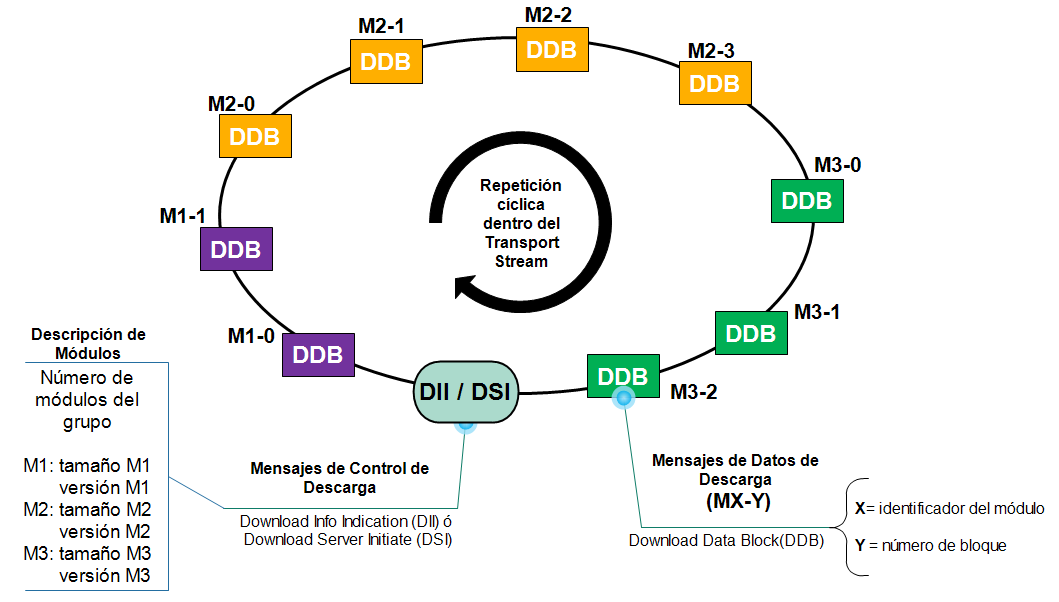 M2-2
M2-1
M2-3
DDB
DDB
DDB
M2-0
DDB
M3-0
DDB
Repetición
cíclica
dentro del
Transport
Stream
M1-1
DDB
M3-1
DDB
M1-0
DDB
DII / DSI
DDB
M3-2
Descripción de
Módulos
Número de
módulos del
grupo
M1: tamaño M1
versión M1
M2: tamaño M2
versión M2
M3: tamaño M3
versión M3
Mensajes de Control de
Descarga
Download Info Indication (DII) ó
Download Server Initiate (DSI)
Mensajes de Datos de
Descarga
(MX-Y)
Download Data Block(DDB)
X= identificador del módulo
Y = número de bloque